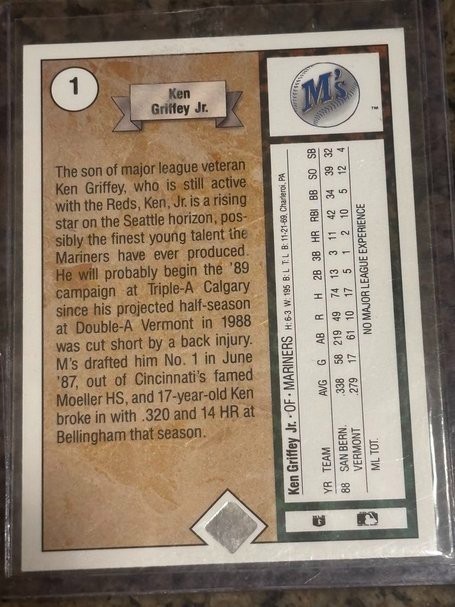 1
Ken
Griffey Jr.
The son of major league veteran
Ken Griffey, who is still active
with the Reds, Ken, Jr. is a rising
star on the Seattle horizon, pos-
sibly the finest young talent the
Mariners have ever produced.
He will probably begin the '89
campaign at Triple-A Calgary
since his projected half-season
at Double-A Vermont in 1988
was cut short by a back injury.
M's drafted him No. 1 in June
'87, out of Cincinnati's famed
Moeller HS, and 17-year-old Ken
broke in with .320 and 14 HR at
Bellingham that season.
M's
TM
Ken Griffey Jr. · OF · MARINERS H: 6-3 W: 195 B: L T: L B: 11-21-69, Charleroi, PA
YR TEAM AVG G AB R H 2B 3B HR RBI BB SO SB
88 SAN BERN. .338 58 219 49 74 13 3 11 42 34 39 32
VERMONT .279 17 61 10 17 5 1 2 10 5 12 4
ML TOT. NO MAJOR LEAGUE EXPERIENCE